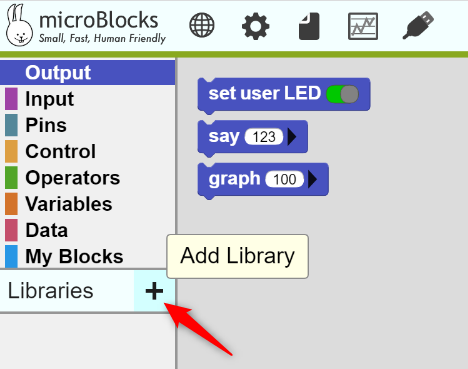 microBlocks
Small, Fast, Human Friendly
Output
Input
Pins
Control
Operators
Variables
Data
My Blocks
Libraries +
Add Library
set user LED
say 123
graph 100